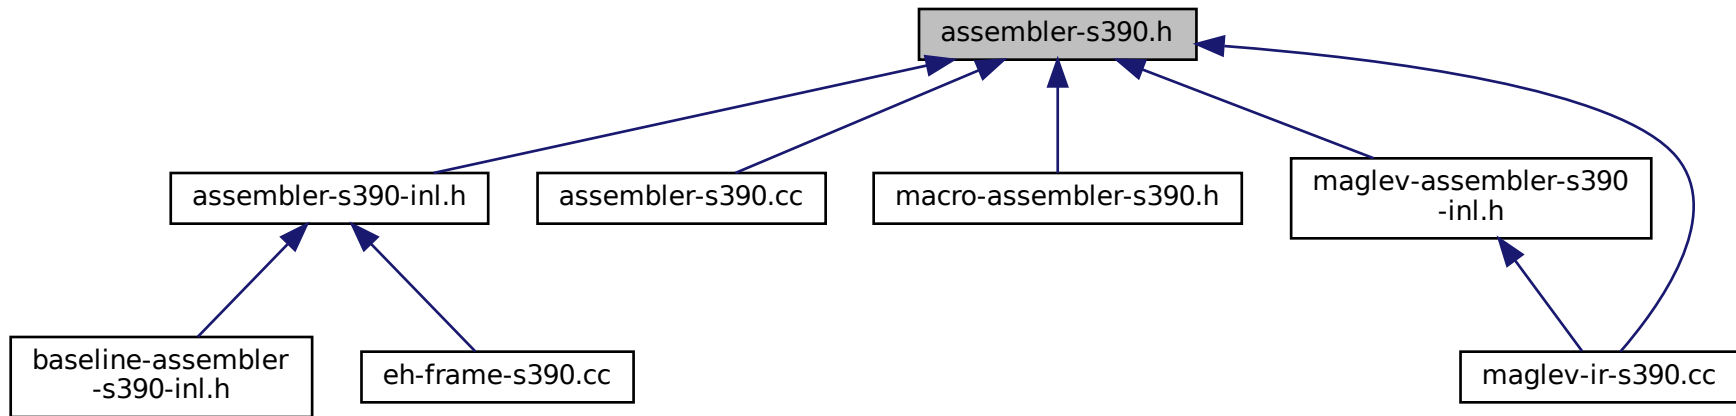 assembler-s390.h
assembler-s390-inl.h
assembler-s390.cc
macro-assembler-s390.h
maglev-assembler-s390
-inl.h
baseline-assembler
-s390-inl.h
eh-frame-s390.cc
maglev-ir-s390.cc